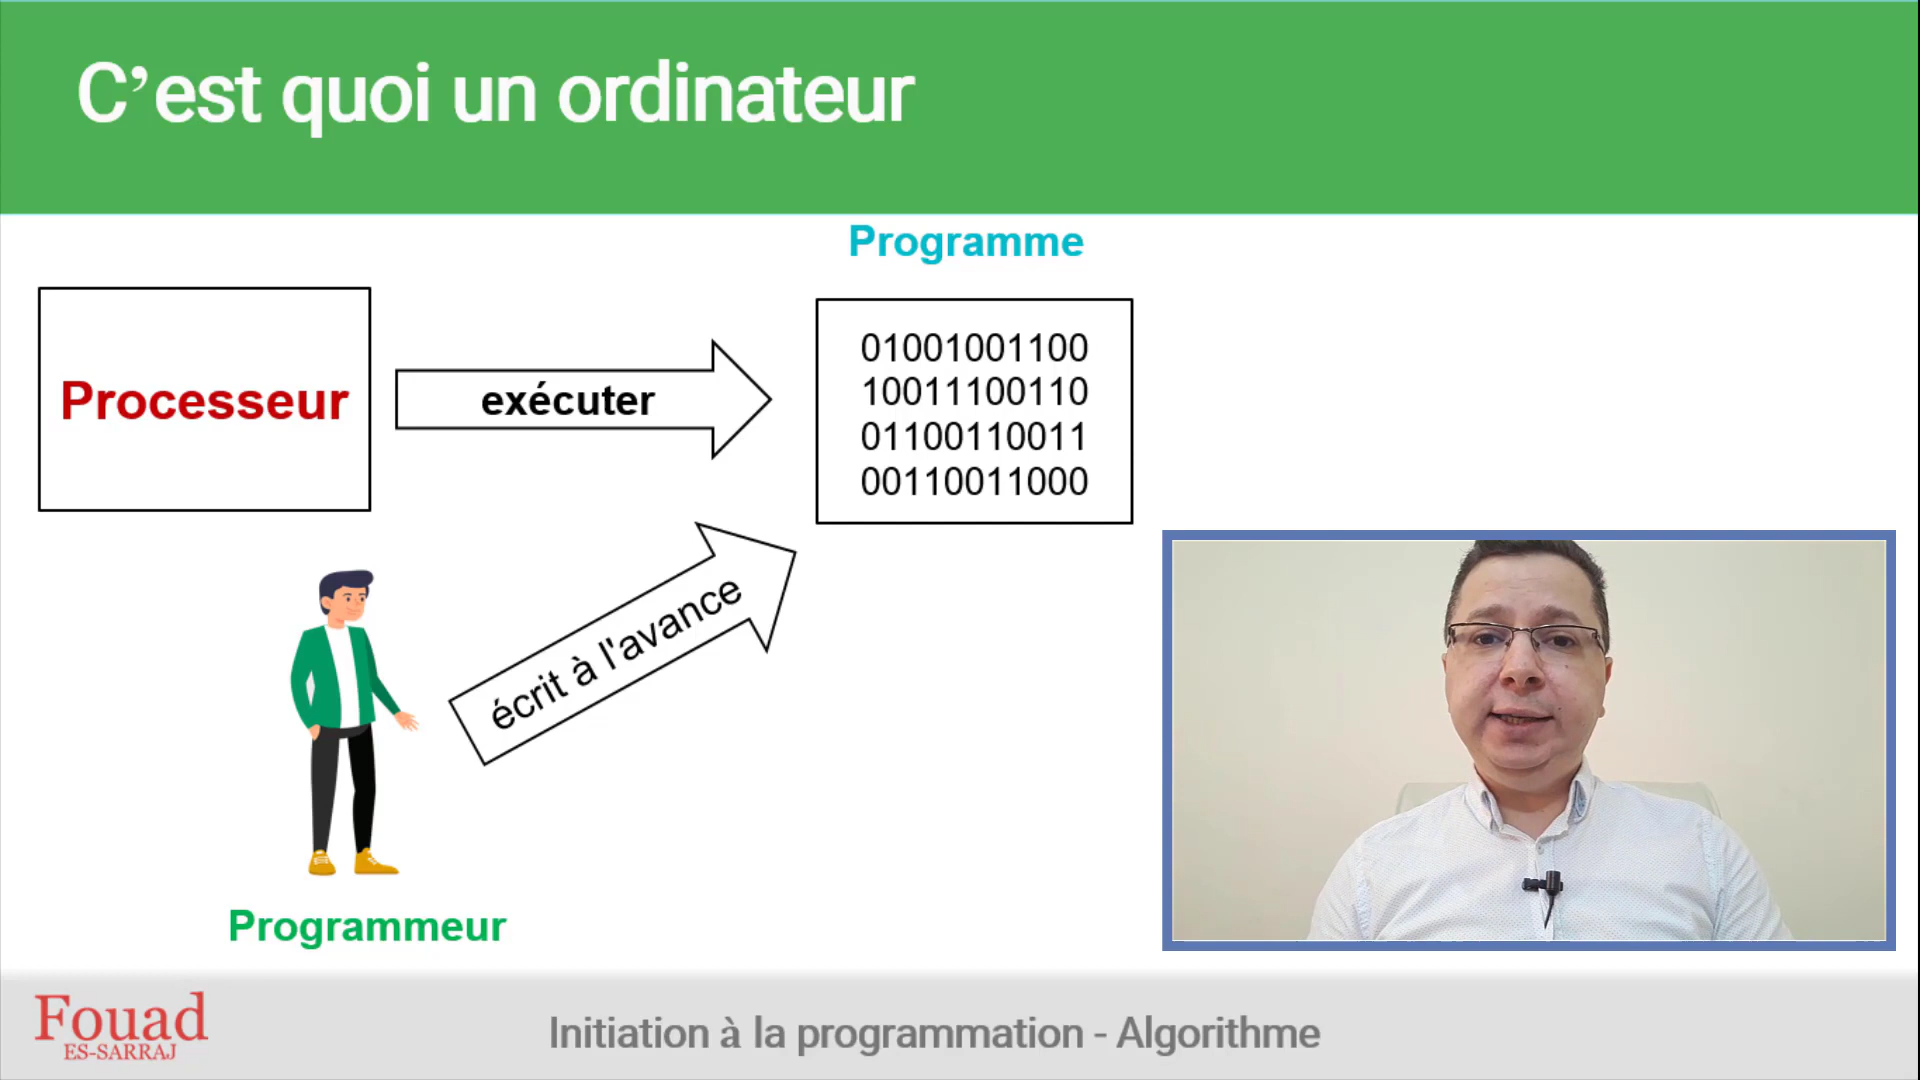 C’est quoi un ordinateur
Programme
Processeur
exécuter
01001001100
10011100110
01100110011
00110011000
écrit à l'avance
Programmeur
Fouad
ES-SARRAJ
Initiation à la programmation - Algorithme